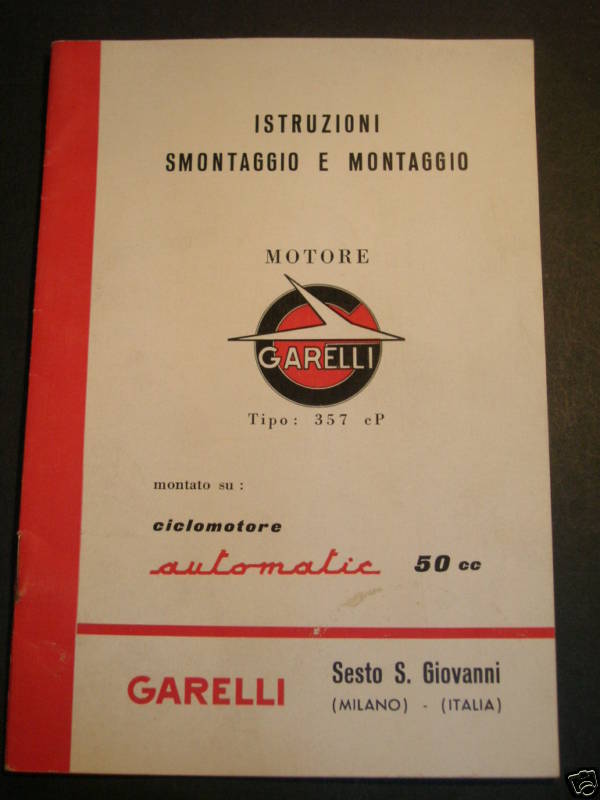 ISTRUZIONI
SMONTAGGIO E MONTAGGIO
MOTORE
GARELLI
Tipo: 357 cP
montato su :
ciclomotore
automatic 50 cc
GARELLI
Sesto S. Giovanni
(MILANO) - (ITALIA)